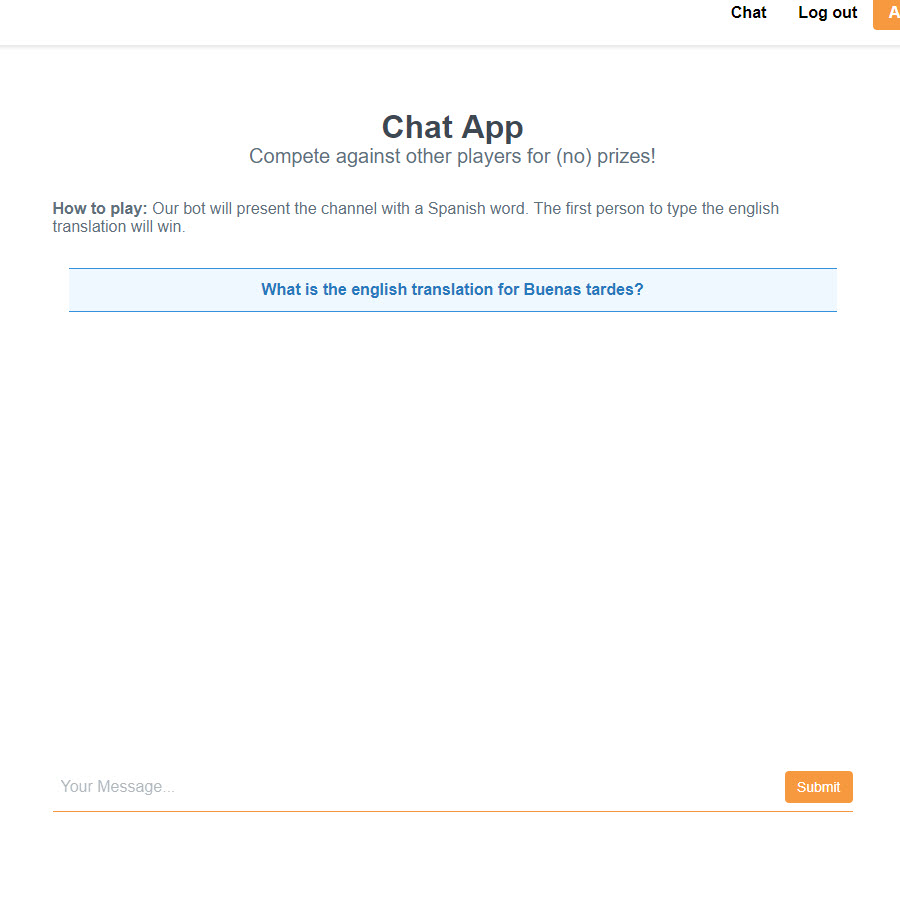 Chat Log out A
Chat App
Compete against other players for (no) prizes!
How to play: Our bot will present the channel with a Spanish word. The first person to type the english
translation will win.
What is the english translation for Buenas tardes?
Your Message...
Submit